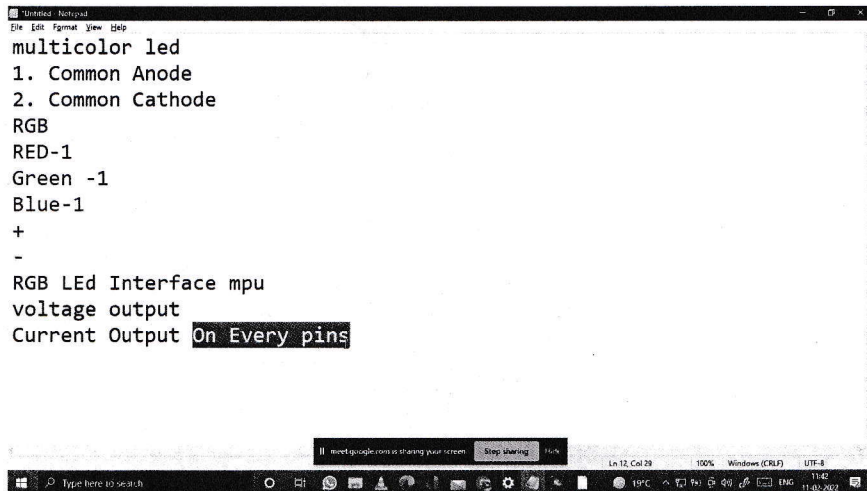 *Untitled - Notepad
File Edit Format View Help
multicolor led
1. Common Anode
2. Common Cathode
RGB
RED-1
Green -1
Blue-1
+
-
RGB LEd Interface mpu
voltage output
Current Output On Every pins
meet.google.com is sharing your screen. Stop sharing Hide
Ln 12, Col 29 100% Windows (CRLF) UTF-8
Type here to search 19°C ENG 11:42 11-02-2022